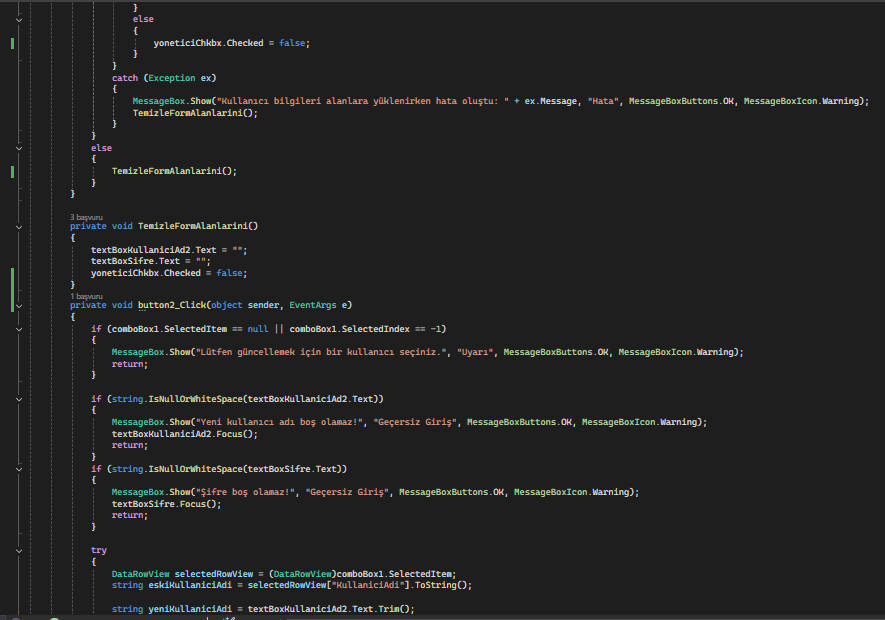 }
else
{
yoneticiChkbx.Checked = false;
}
}
catch (Exception ex)
{
MessageBox.Show("Kullanıcı bilgileri alanlara yüklenirken hata oluştu: " + ex.Message, "Hata", MessageBoxButtons.OK, MessageBoxIcon.Warning);
TemizleFormAlanlarini();
}
}
else
{
TemizleFormAlanlarini();
}
}
3 başvuru
private void TemizleFormAlanlarini()
{
textBoxKullaniciAd2.Text = "";
textBoxSifre.Text = "";
yoneticiChkbx.Checked = false;
}
1 başvuru
private void button2_Click(object sender, EventArgs e)
{
if (comboBox1.SelectedItem == null || comboBox1.SelectedIndex == -1)
{
MessageBox.Show("Lütfen güncellemek için bir kullanıcı seçiniz.", "Uyarı", MessageBoxButtons.OK, MessageBoxIcon.Warning);
return;
}
if (string.IsNullOrWhiteSpace(textBoxKullaniciAd2.Text))
{
MessageBox.Show("Yeni kullanıcı adı boş olamaz!", "Geçersiz Giriş", MessageBoxButtons.OK, MessageBoxIcon.Warning);
textBoxKullaniciAd2.Focus();
return;
}
if (string.IsNullOrWhiteSpace(textBoxSifre.Text))
{
MessageBox.Show("Şifre boş olamaz!", "Geçersiz Giriş", MessageBoxButtons.OK, MessageBoxIcon.Warning);
textBoxSifre.Focus();
return;
}
try
{
DataRowView selectedRowView = (DataRowView)comboBox1.SelectedItem;
string eskiKullaniciAdi = selectedRowView["KullaniciAdi"].ToString();
string yeniKullaniciAdi = textBoxKullaniciAd2.Text.Trim();